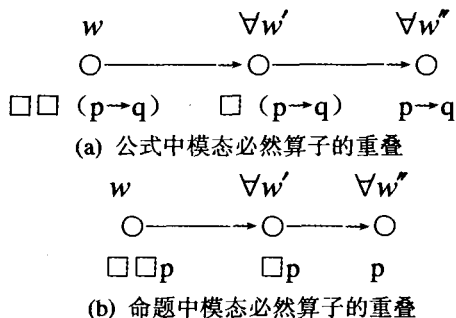 w ∀w′ ∀w″
□□ (p→q) □ (p→q) p→q
(a) 公式中模态必然算子的重叠
w ∀w′ ∀w″
□□p □p p
(b) 命题中模态必然算子的重叠